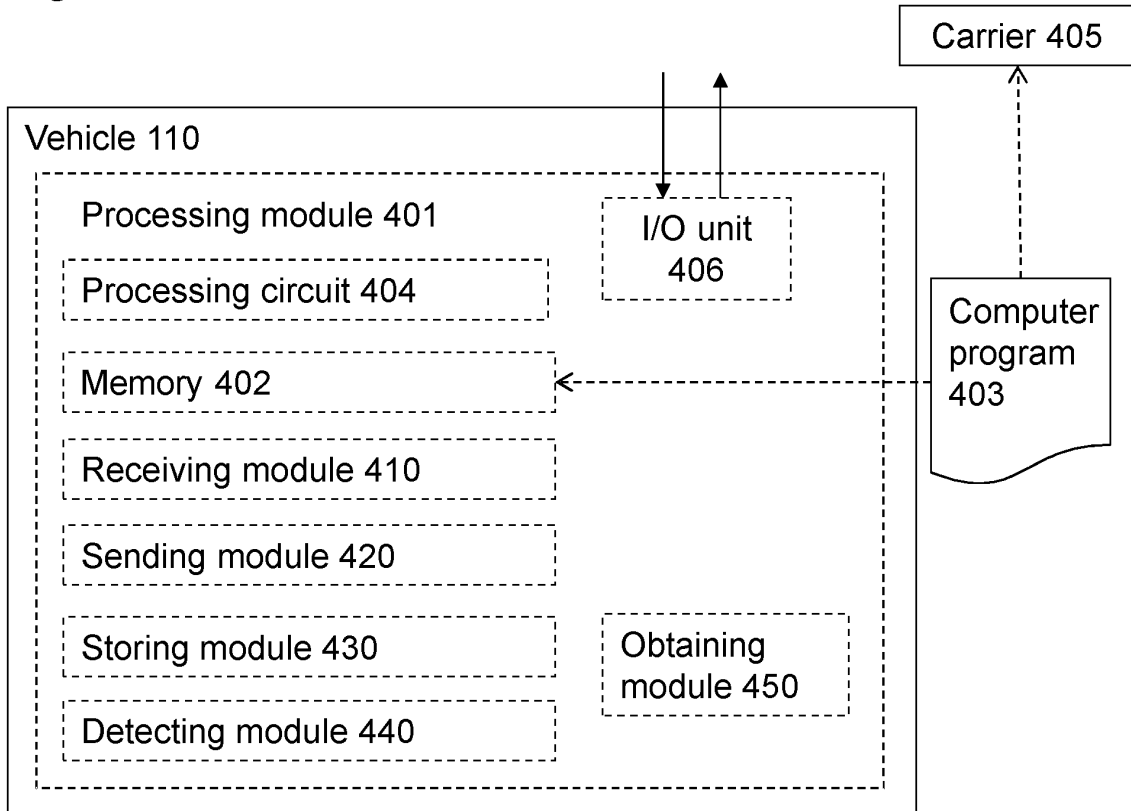 Carrier 405
Vehicle 110
Processing module 401
I/O unit
406
Processing circuit 404
Computer
program
403
Memory 402
Receiving module 410
Sending module 420
Storing module 430
Obtaining
module 450
Detecting module 440